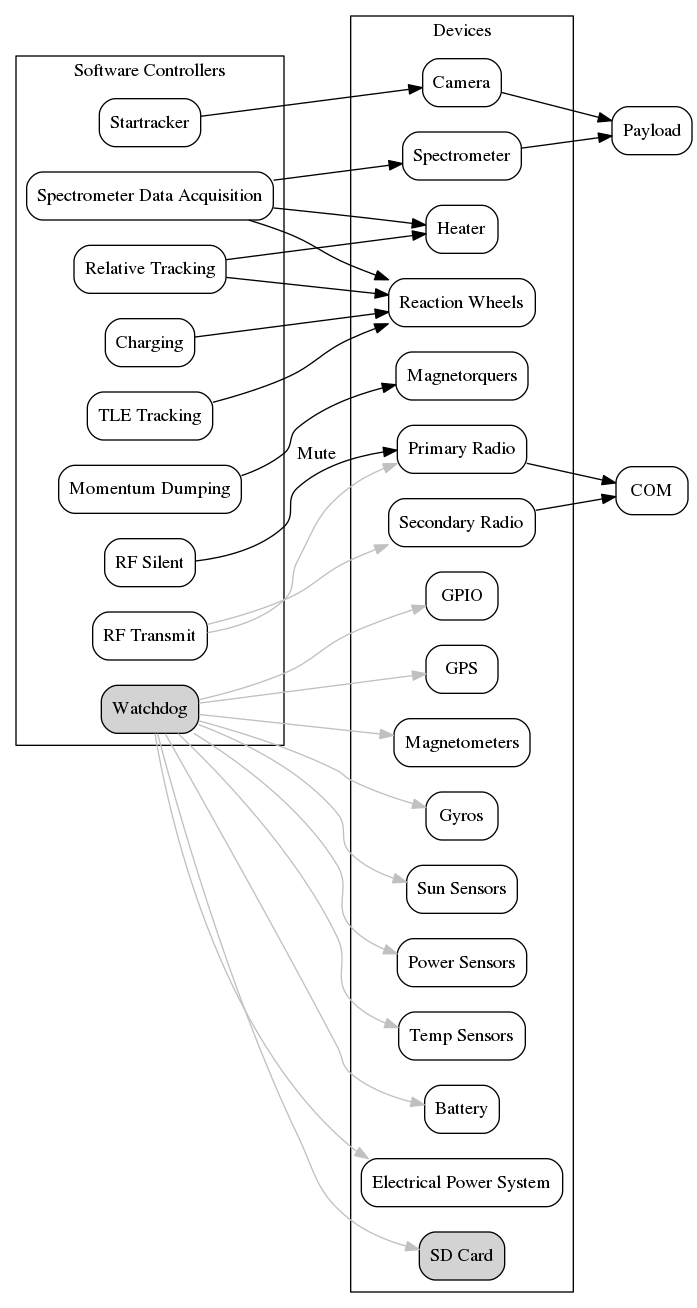 Software Controllers
Startracker
Spectrometer Data Acquisition
Relative Tracking
Charging
TLE Tracking
Momentum Dumping
RF Silent
RF Transmit
Watchdog
Mute
Devices
Camera
Spectrometer
Heater
Reaction Wheels
Magnetorquers
Primary Radio
Secondary Radio
GPIO
GPS
Magnetometers
Gyros
Sun Sensors
Power Sensors
Temp Sensors
Battery
Electrical Power System
SD Card
Payload
COM